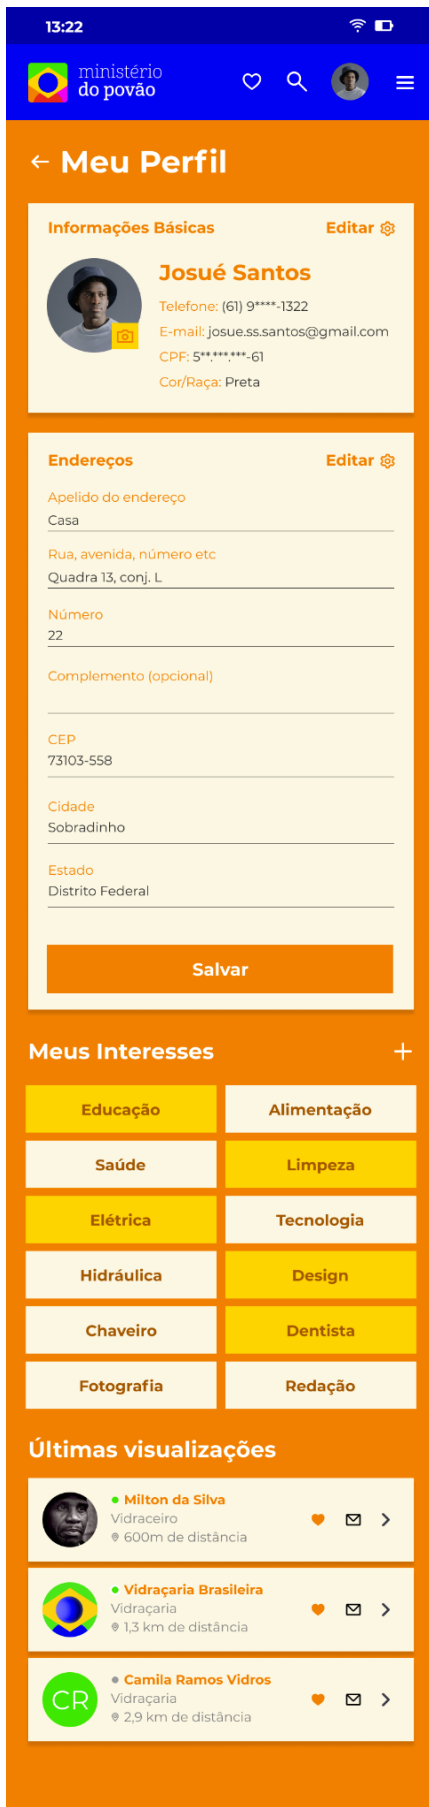 13:22
ministério
do povão
Meu Perfil
Informações Básicas
Editar
Josué Santos
Telefone: (61) 9****-1322
E-mail: josue.ss.santos@gmail.com
CPF: 5**.***.***-61
Cor/Raça: Preta
Endereços
Editar
Apelido do endereço
Casa
Rua, avenida, número etc
Quadra 13, conj. L
Número
22
Complemento (opcional)
CEP
73103-558
Cidade
Sobradinho
Estado
Distrito Federal
Salvar
Meus Interesses
Educação
Alimentação
Saúde
Limpeza
Elétrica
Tecnologia
Hidráulica
Design
Chaveiro
Dentista
Fotografia
Redação
Últimas visualizações
Milton da Silva
Vidraceiro
600m de distância
Vidraçaria Brasileira
Vidraçaria
1,3 km de distância
CR
Camila Ramos Vidros
Vidraçaria
2,9 km de distância